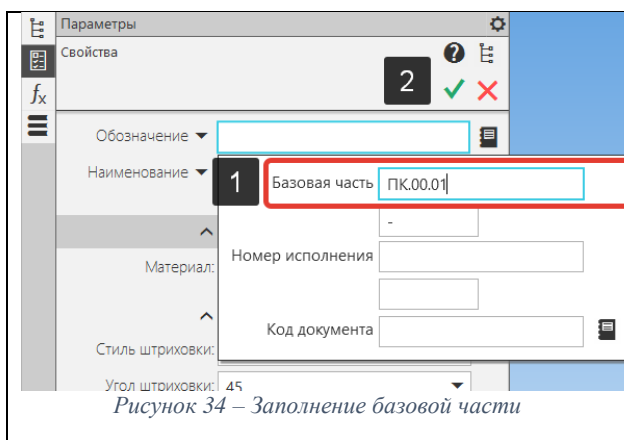 Параметры
Свойства
2
Обозначение
Наименование
1
Базовая часть ПК.00.01
-
Материал:
Номер исполнения
Код документа
Стиль штриховки:
Угол штриховки: 45
Рисунок 34 – Заполнение базовой части